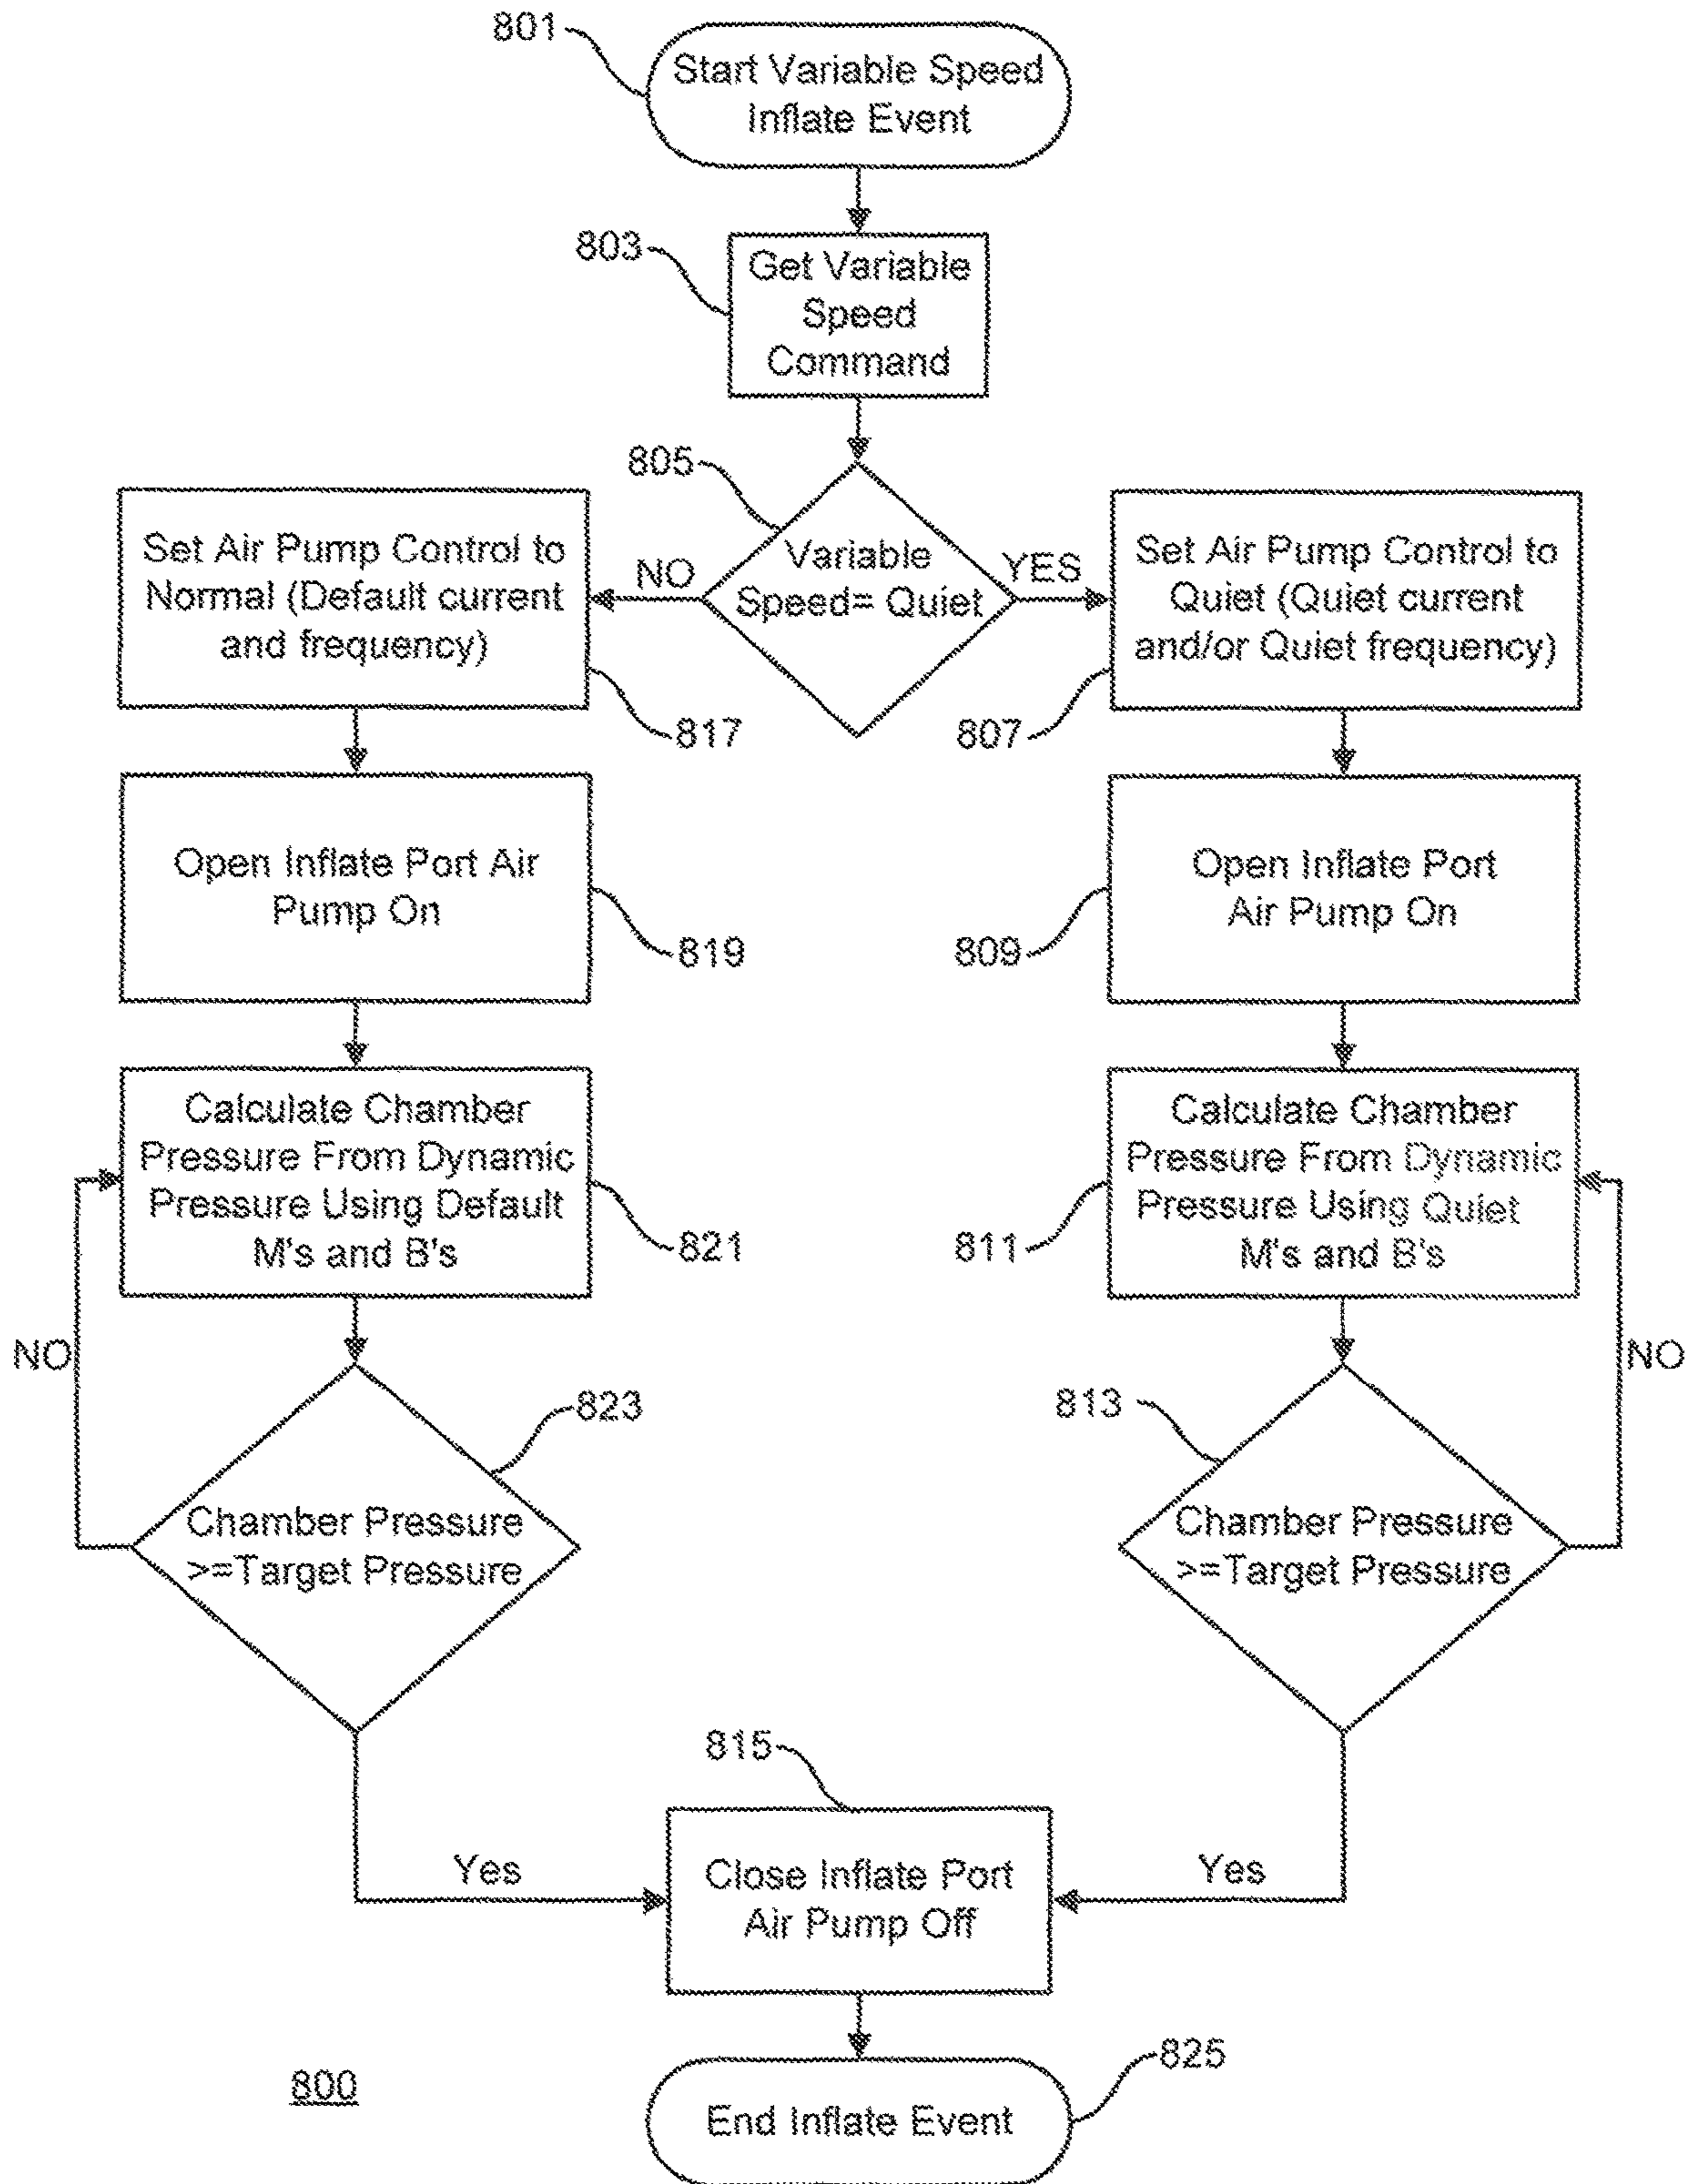 801
Start Variable Speed
Inflate Event
803
Get Variable
Speed
Command
805
Variable
Speed= Quiet
NO
YES
Set Air Pump Control to
Normal (Default current
and frequency)
817
Set Air Pump Control to
Quiet (Quiet current
and/or Quiet frequency)
807
Open Inflate Port Air
Pump On
819
Open Inflate Port
Air Pump On
809
Calculate Chamber
Pressure From Dynamic
Pressure Using Default
M's and B's
821
Calculate Chamber
Pressure From Dynamic
Pressure Using Quiet
M's and B's
811
NO
823
Chamber Pressure
>=Target Pressure
813
NO
Chamber Pressure
>=Target Pressure
815
Yes
Close Inflate Port
Air Pump Off
Yes
825
End Inflate Event
800